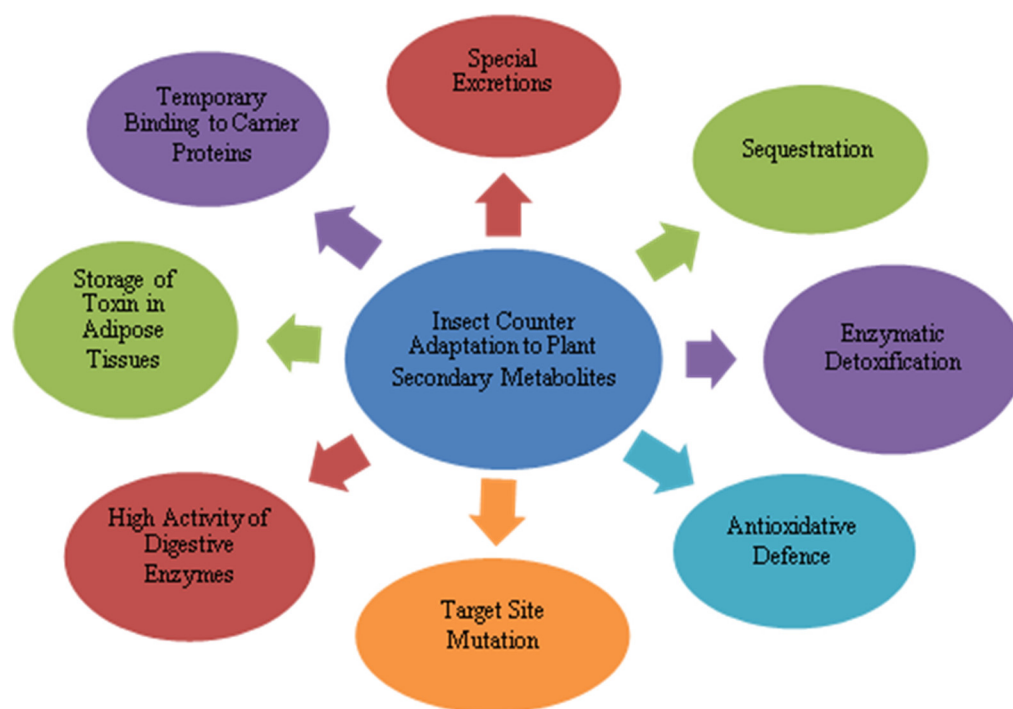 Special
Excretions
Temporary
Binding to Carrier
Proteins
Sequestration
Storage of
Toxin in
Adipose
Tissues
Insect Counter
Adaptation to Plant
Secondary Metabolites
Enzymatic
Detoxification
High Activity of
Digestive
Enzymes
Antioxidative
Defence
Target Site
Mutation